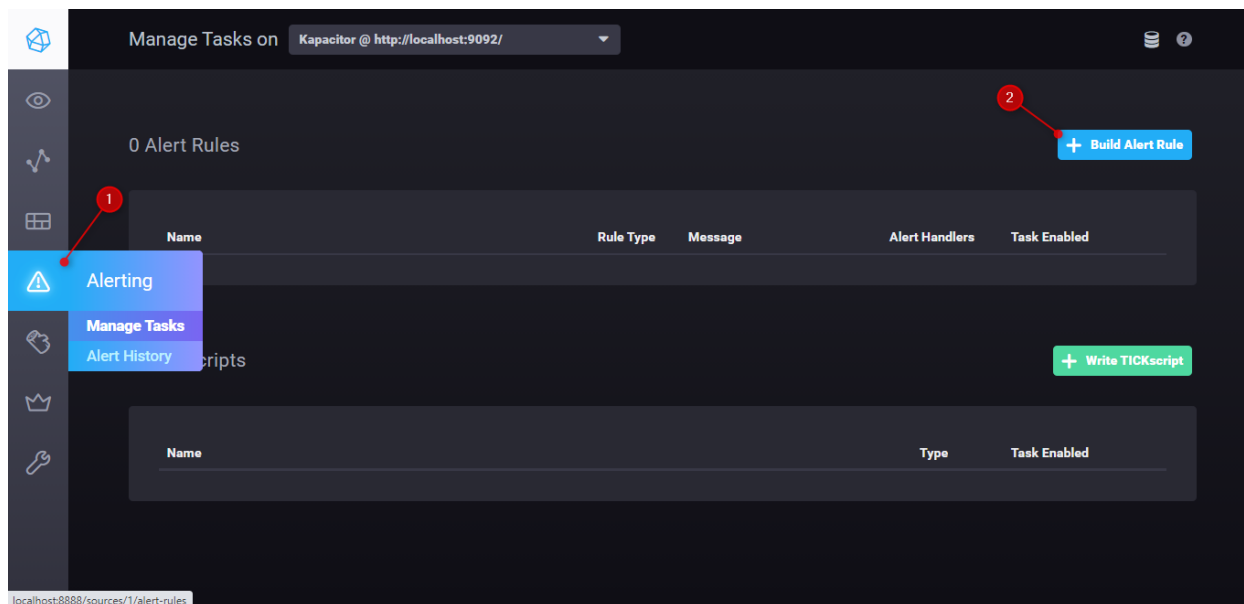 Manage Tasks on Kapacitor @ http://localhost:9092/
2
0 Alert Rules + Build Alert Rule
1
Name Rule Type Message Alert Handlers Task Enabled
Alerting
Manage Tasks
Alert History cripts + Write TICKscript
Name Type Task Enabled
localhost:8888/sources/1/alert-rules